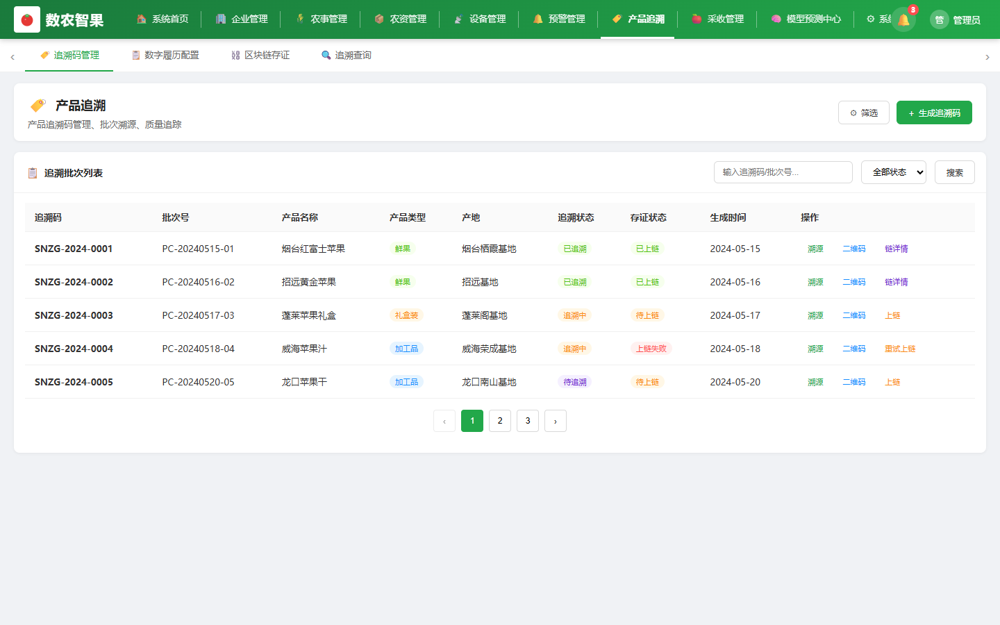 数农智果 系统首页 企业管理 农事管理 农资管理 设备管理 预警管理 产品追溯 采收管理 模型预测中心 系统 3 管 管理员
‹ 追溯码管理 数字履历配置 区块链存证 追溯查询 ›
产品追溯
产品追溯码管理、批次溯源、质量追踪
筛选 + 生成追溯码
追溯批次列表 输入追溯码/批次号... 全部状态 搜索
追溯码 批次号 产品名称 产品类型 产地 追溯状态 存证状态 生成时间 操作
SNZG-2024-0001 PC-20240515-01 烟台红富士苹果 鲜果 烟台栖霞基地 已追溯 已上链 2024-05-15 溯源 二维码 链详情
SNZG-2024-0002 PC-20240516-02 招远黄金苹果 鲜果 招远基地 已追溯 已上链 2024-05-16 溯源 二维码 链详情
SNZG-2024-0003 PC-20240517-03 蓬莱苹果礼盒 礼盒装 蓬莱阁基地 追溯中 待上链 2024-05-17 溯源 二维码 上链
SNZG-2024-0004 PC-20240518-04 威海苹果汁 加工品 威海荣成基地 追溯中 上链失败 2024-05-18 溯源 二维码 重试上链
SNZG-2024-0005 PC-20240520-05 龙口苹果干 加工品 龙口南山基地 待追溯 待上链 2024-05-20 溯源 二维码 上链
‹ 1 2 3 ›